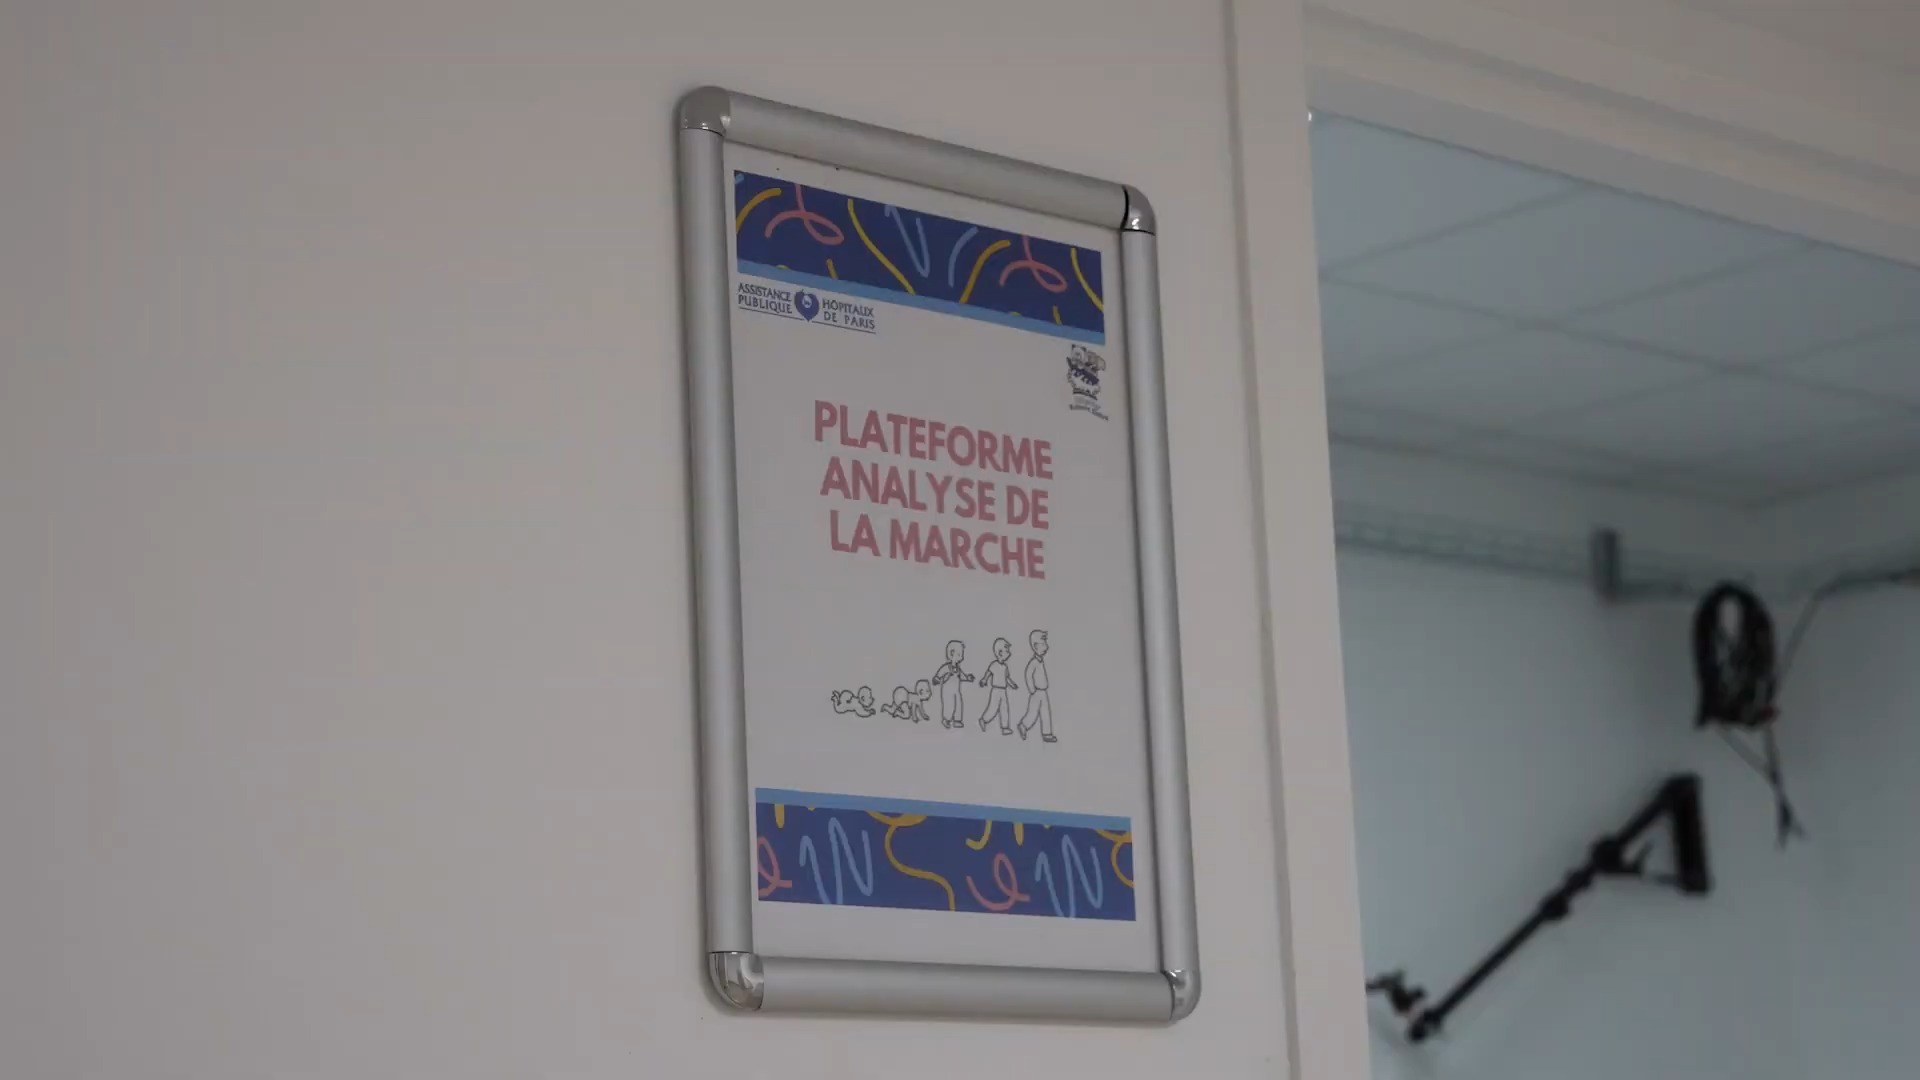 ASSISTANCE
PUBLIQUE
HÔPITAUX
DE PARIS
PLATEFORME
ANALYSE DE
LA MARCHE